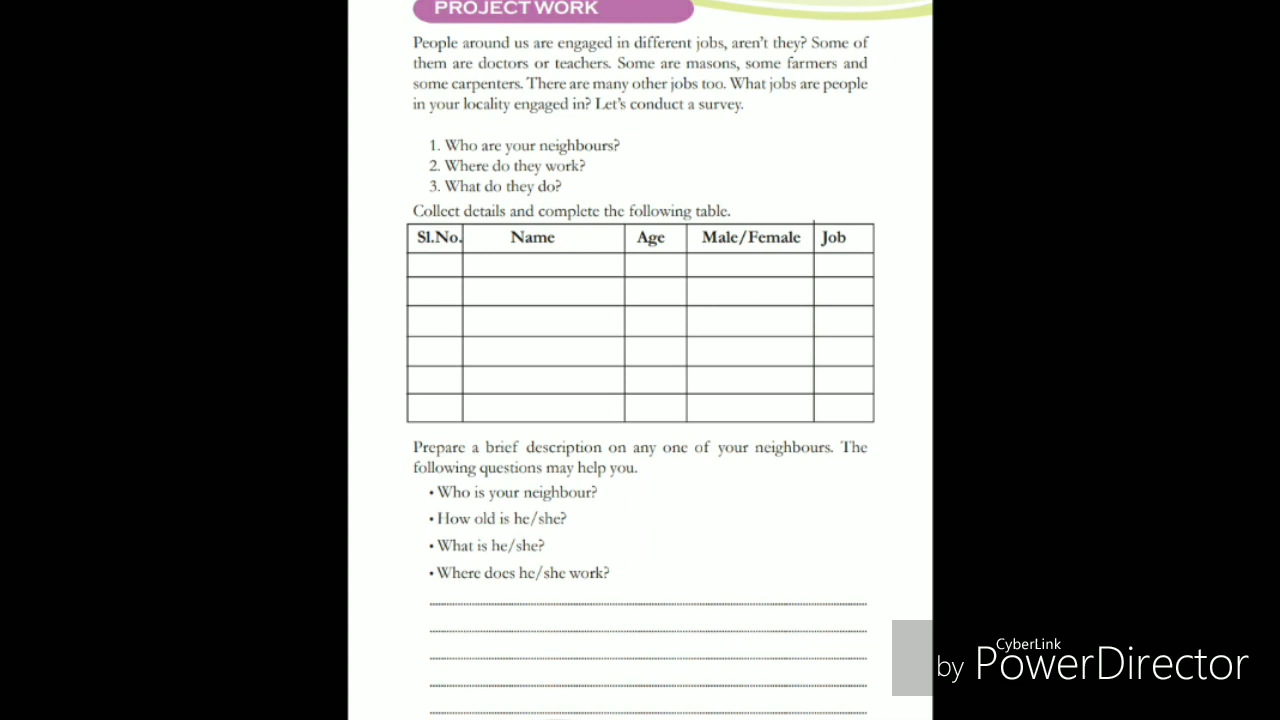 PROJECT WORK
People around us are engaged in different jobs, aren't they? Some of
them are doctors or teachers. Some are masons, some farmers and
some carpenters. There are many other jobs too. What jobs are people
in your locality engaged in? Let's conduct a survey.
1. Who are your neighbours?
2. Where do they work?
3. What do they do?
Collect details and complete the following table.
Sl.No. Name Age Male/Female Job
Prepare a brief description on any one of your neighbours. The
following questions may help you.
• Who is your neighbour?
• How old is he/she?
• What is he/she?
• Where does he/she work?
CyberLink
by PowerDirector